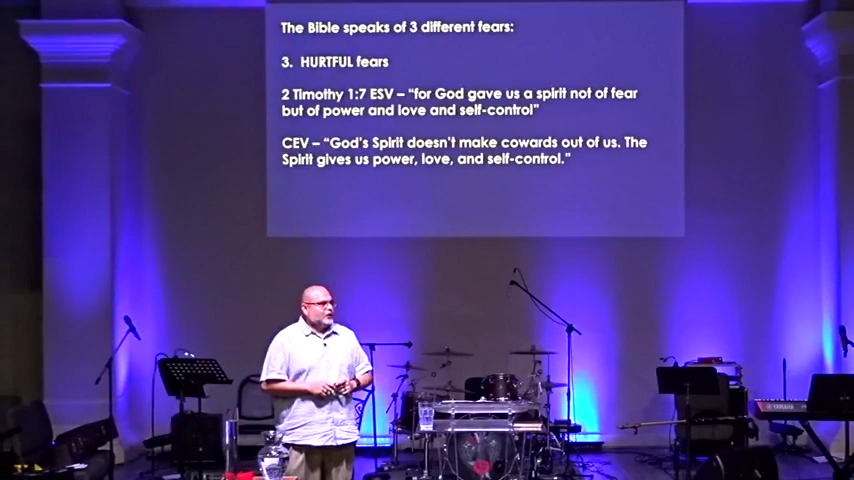 The Bible speaks of 3 different fears:
3. HURTFUL fears
2 Timothy 1:7 ESV – “for God gave us a spirit not of fear
but of power and love and self-control”
CEV – “God’s Spirit doesn’t make cowards out of us. The
Spirit gives us power, love, and self-control.”
YAMAHA